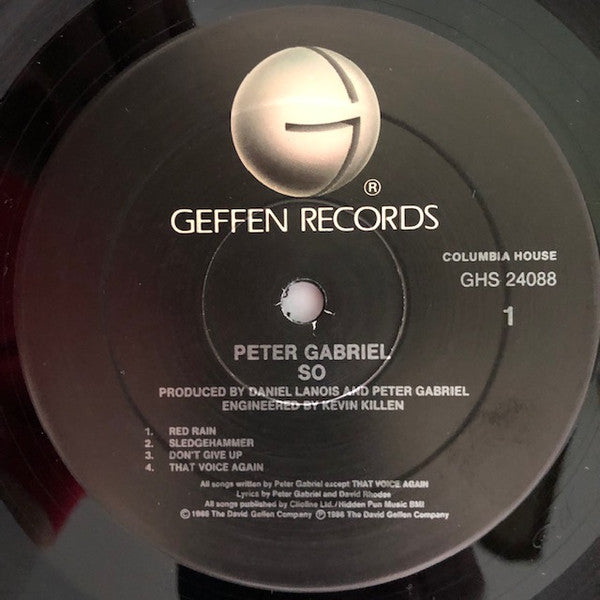 ®
GEFFEN RECORDS
COLUMBIA HOUSE
GHS 24088
1
PETER GABRIEL
SO
PRODUCED BY DANIEL LANOIS AND PETER GABRIEL
ENGINEERED BY KEVIN KILLEN
1. RED RAIN
2. SLEDGEHAMMER
3. DON'T GIVE UP
4. THAT VOICE AGAIN
All songs written by Peter Gabriel except THAT VOICE AGAIN
Lyrics by Peter Gabriel and David Rhodes
All songs published by Cliofine Ltd./Hidden Pun Music BMI
© 1986 The David Geffen Company ℗ 1986 The David Geffen Company